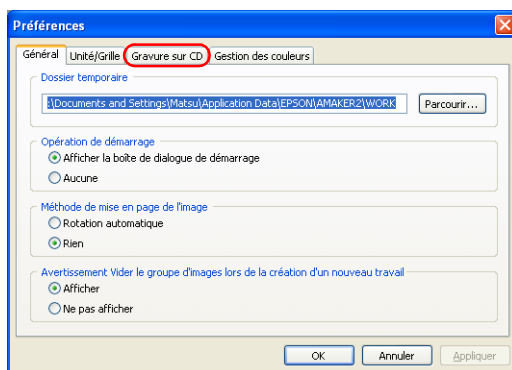 Préférences
Général Unité/Grille Gravure sur CD Gestion des couleurs
Dossier temporaire
:\Documents and Settings\Matsu\Application Data\EPSON\AMAKER2\WORK Parcourir...
Opération de démarrage
Afficher la boîte de dialogue de démarrage
Aucune
Méthode de mise en page de l'image
Rotation automatique
Rien
Avertissement Vider le groupe d'images lors de la création d'un nouveau travail
Afficher
Ne pas afficher
OK Annuler Appliquer